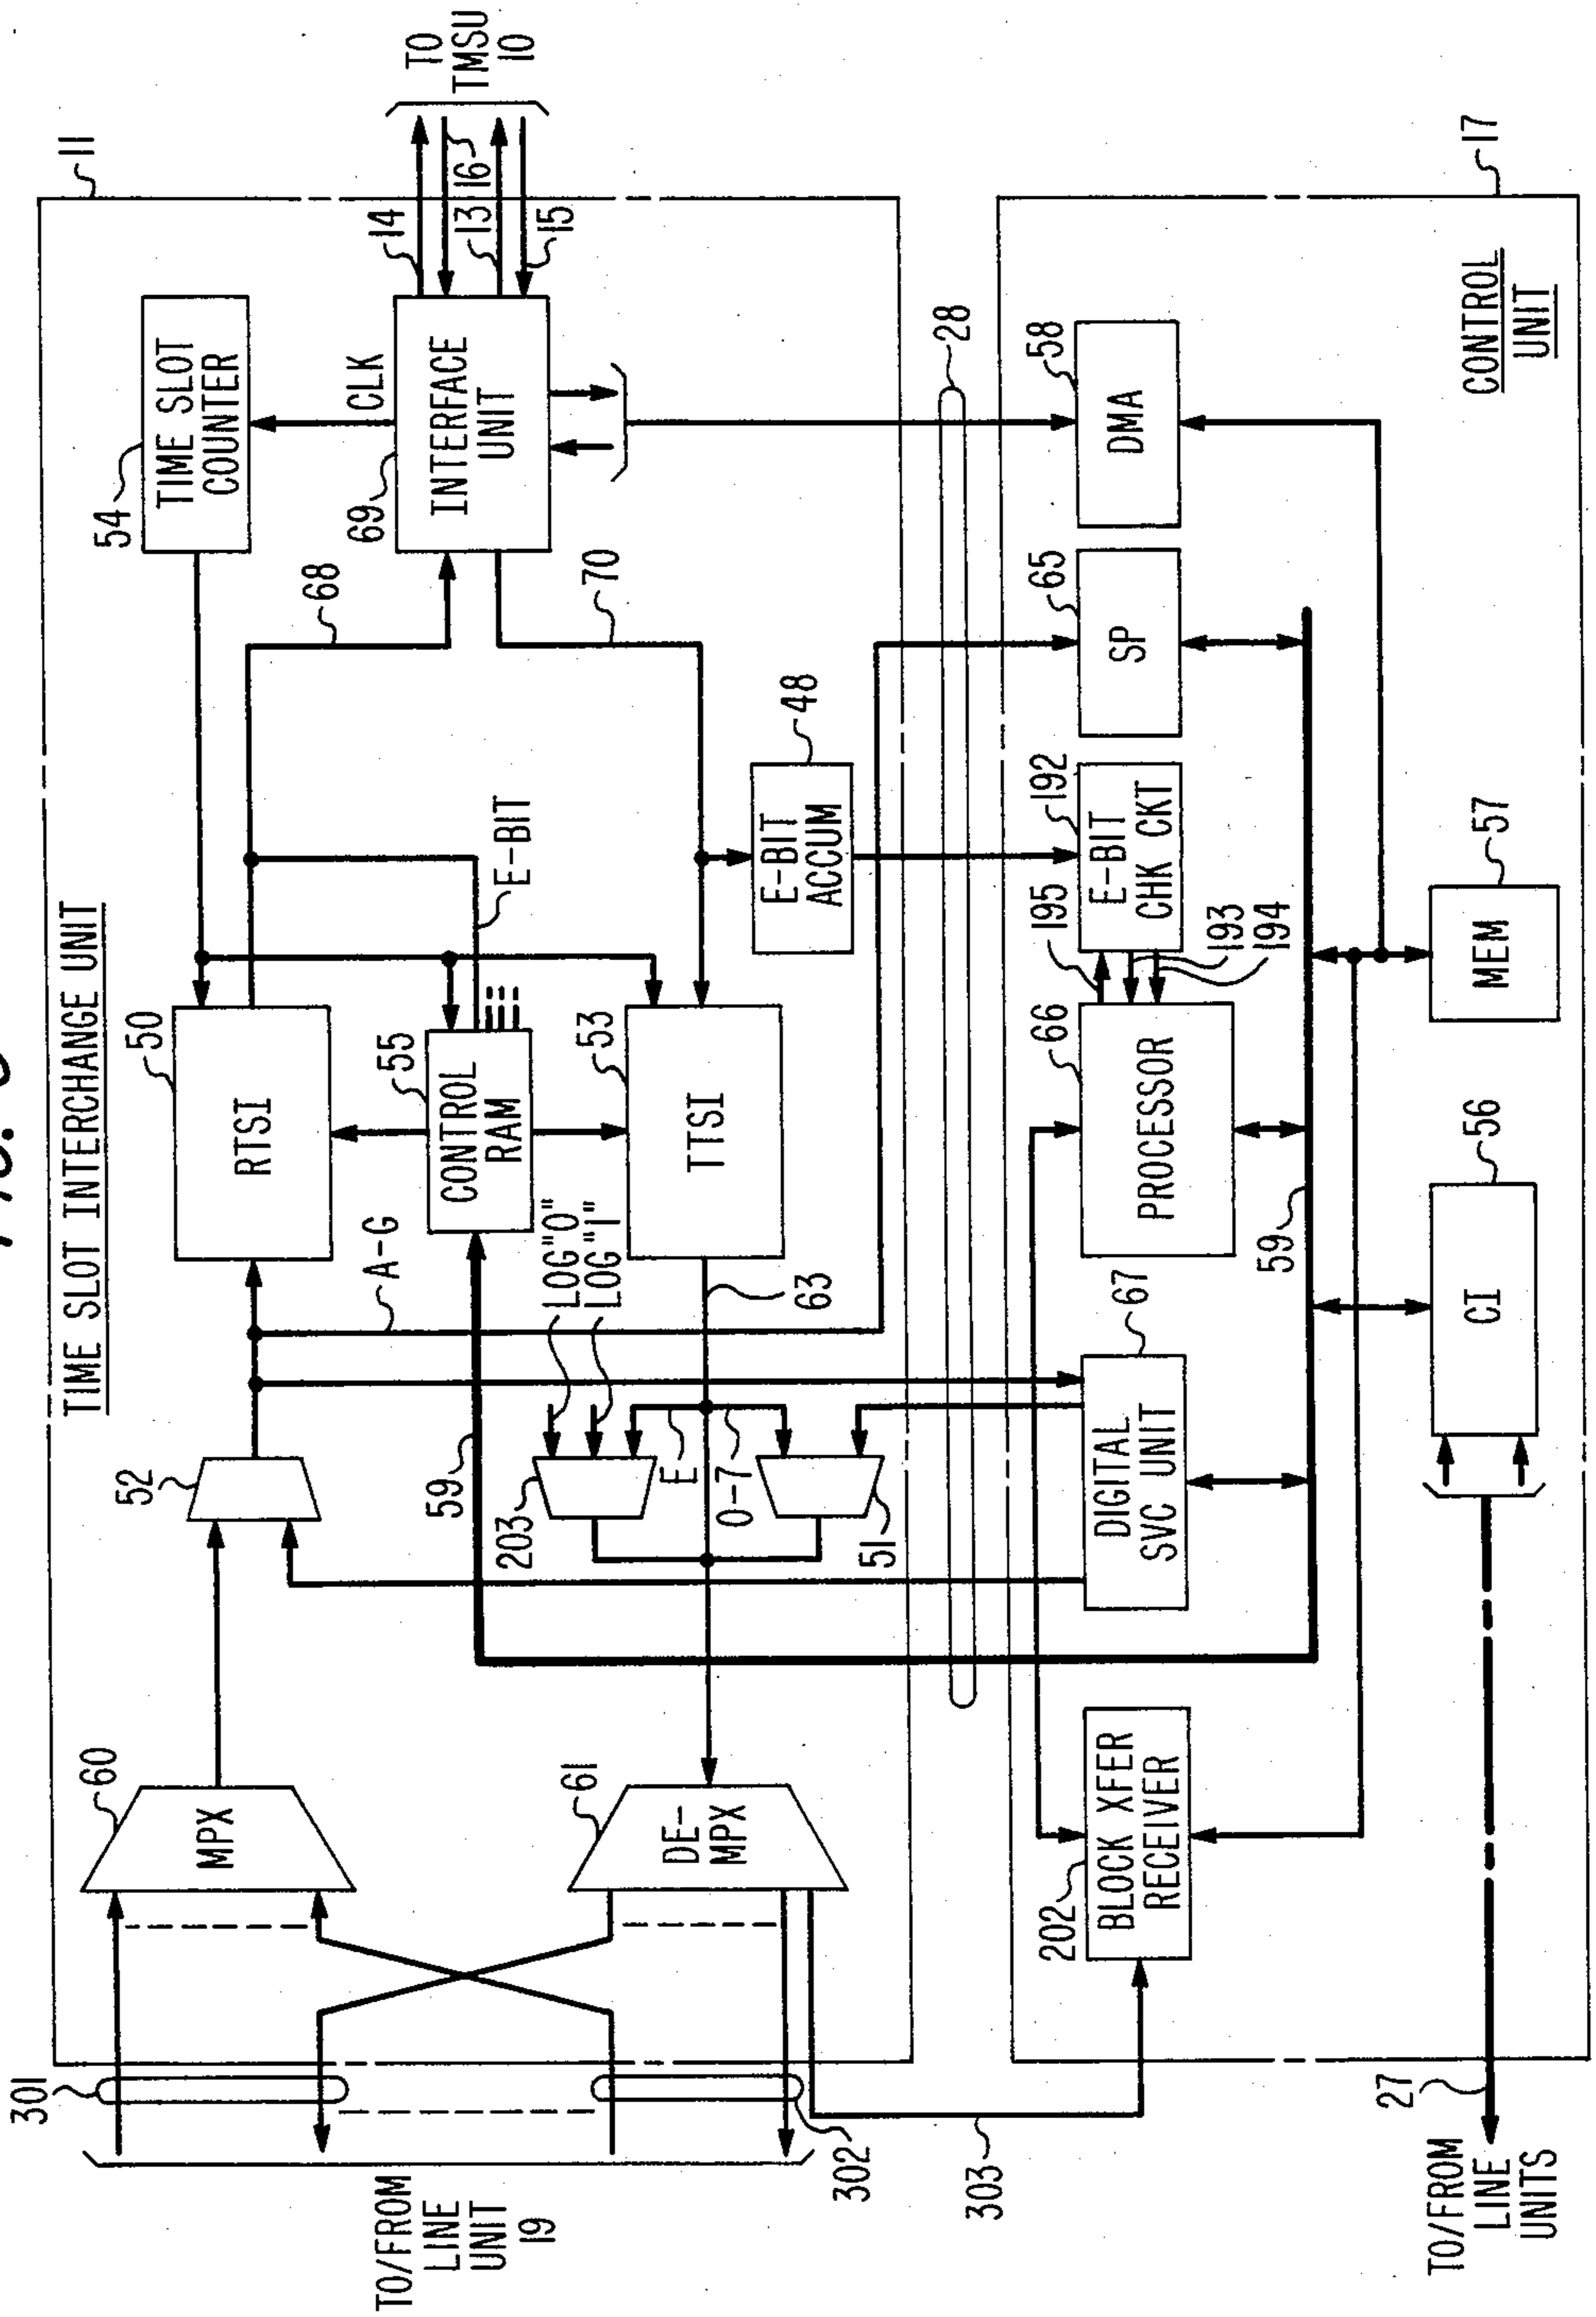 TIME SLOT INTERCHANGE UNIT
11
301
TO/FROM
LINE
UNIT
19
302
303
60
MPX
61
DE-
MPX
52
59
203
E
0-7
51
A-G
LOG"0"
LOG"1"
63
50
RTSI
55
CONTROL
RAM
53
TTSI
E-BIT
48
E-BIT
ACCUM
68
70
54
TIME SLOT
COUNTER
CLK
69
INTERFACE
UNIT
14
16
13
15
TO
TMSU
10
28
CONTROL
UNIT
17
202
BLOCK XFER
RECEIVER
67
DIGITAL
SVC UNIT
66
PROCESSOR
195
193
194
192
E-BIT
CHK CKT
65
SP
58
DMA
59
56
CI
57
MEM
27
TO/FROM
LINE
UNITS